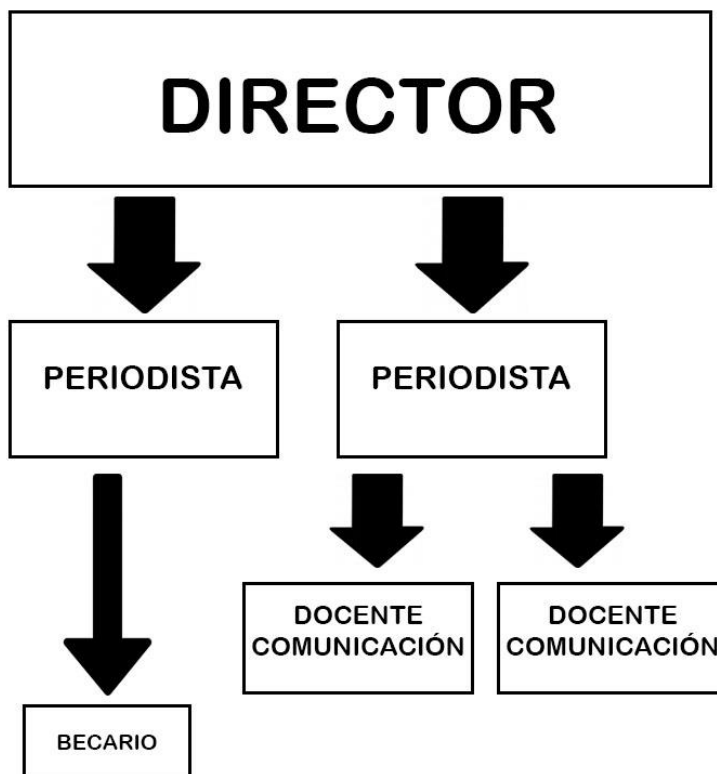 DIRECTOR
PERIODISTA
PERIODISTA
DOCENTE
COMUNICACIÓN
DOCENTE
COMUNICACIÓN
BECARIO